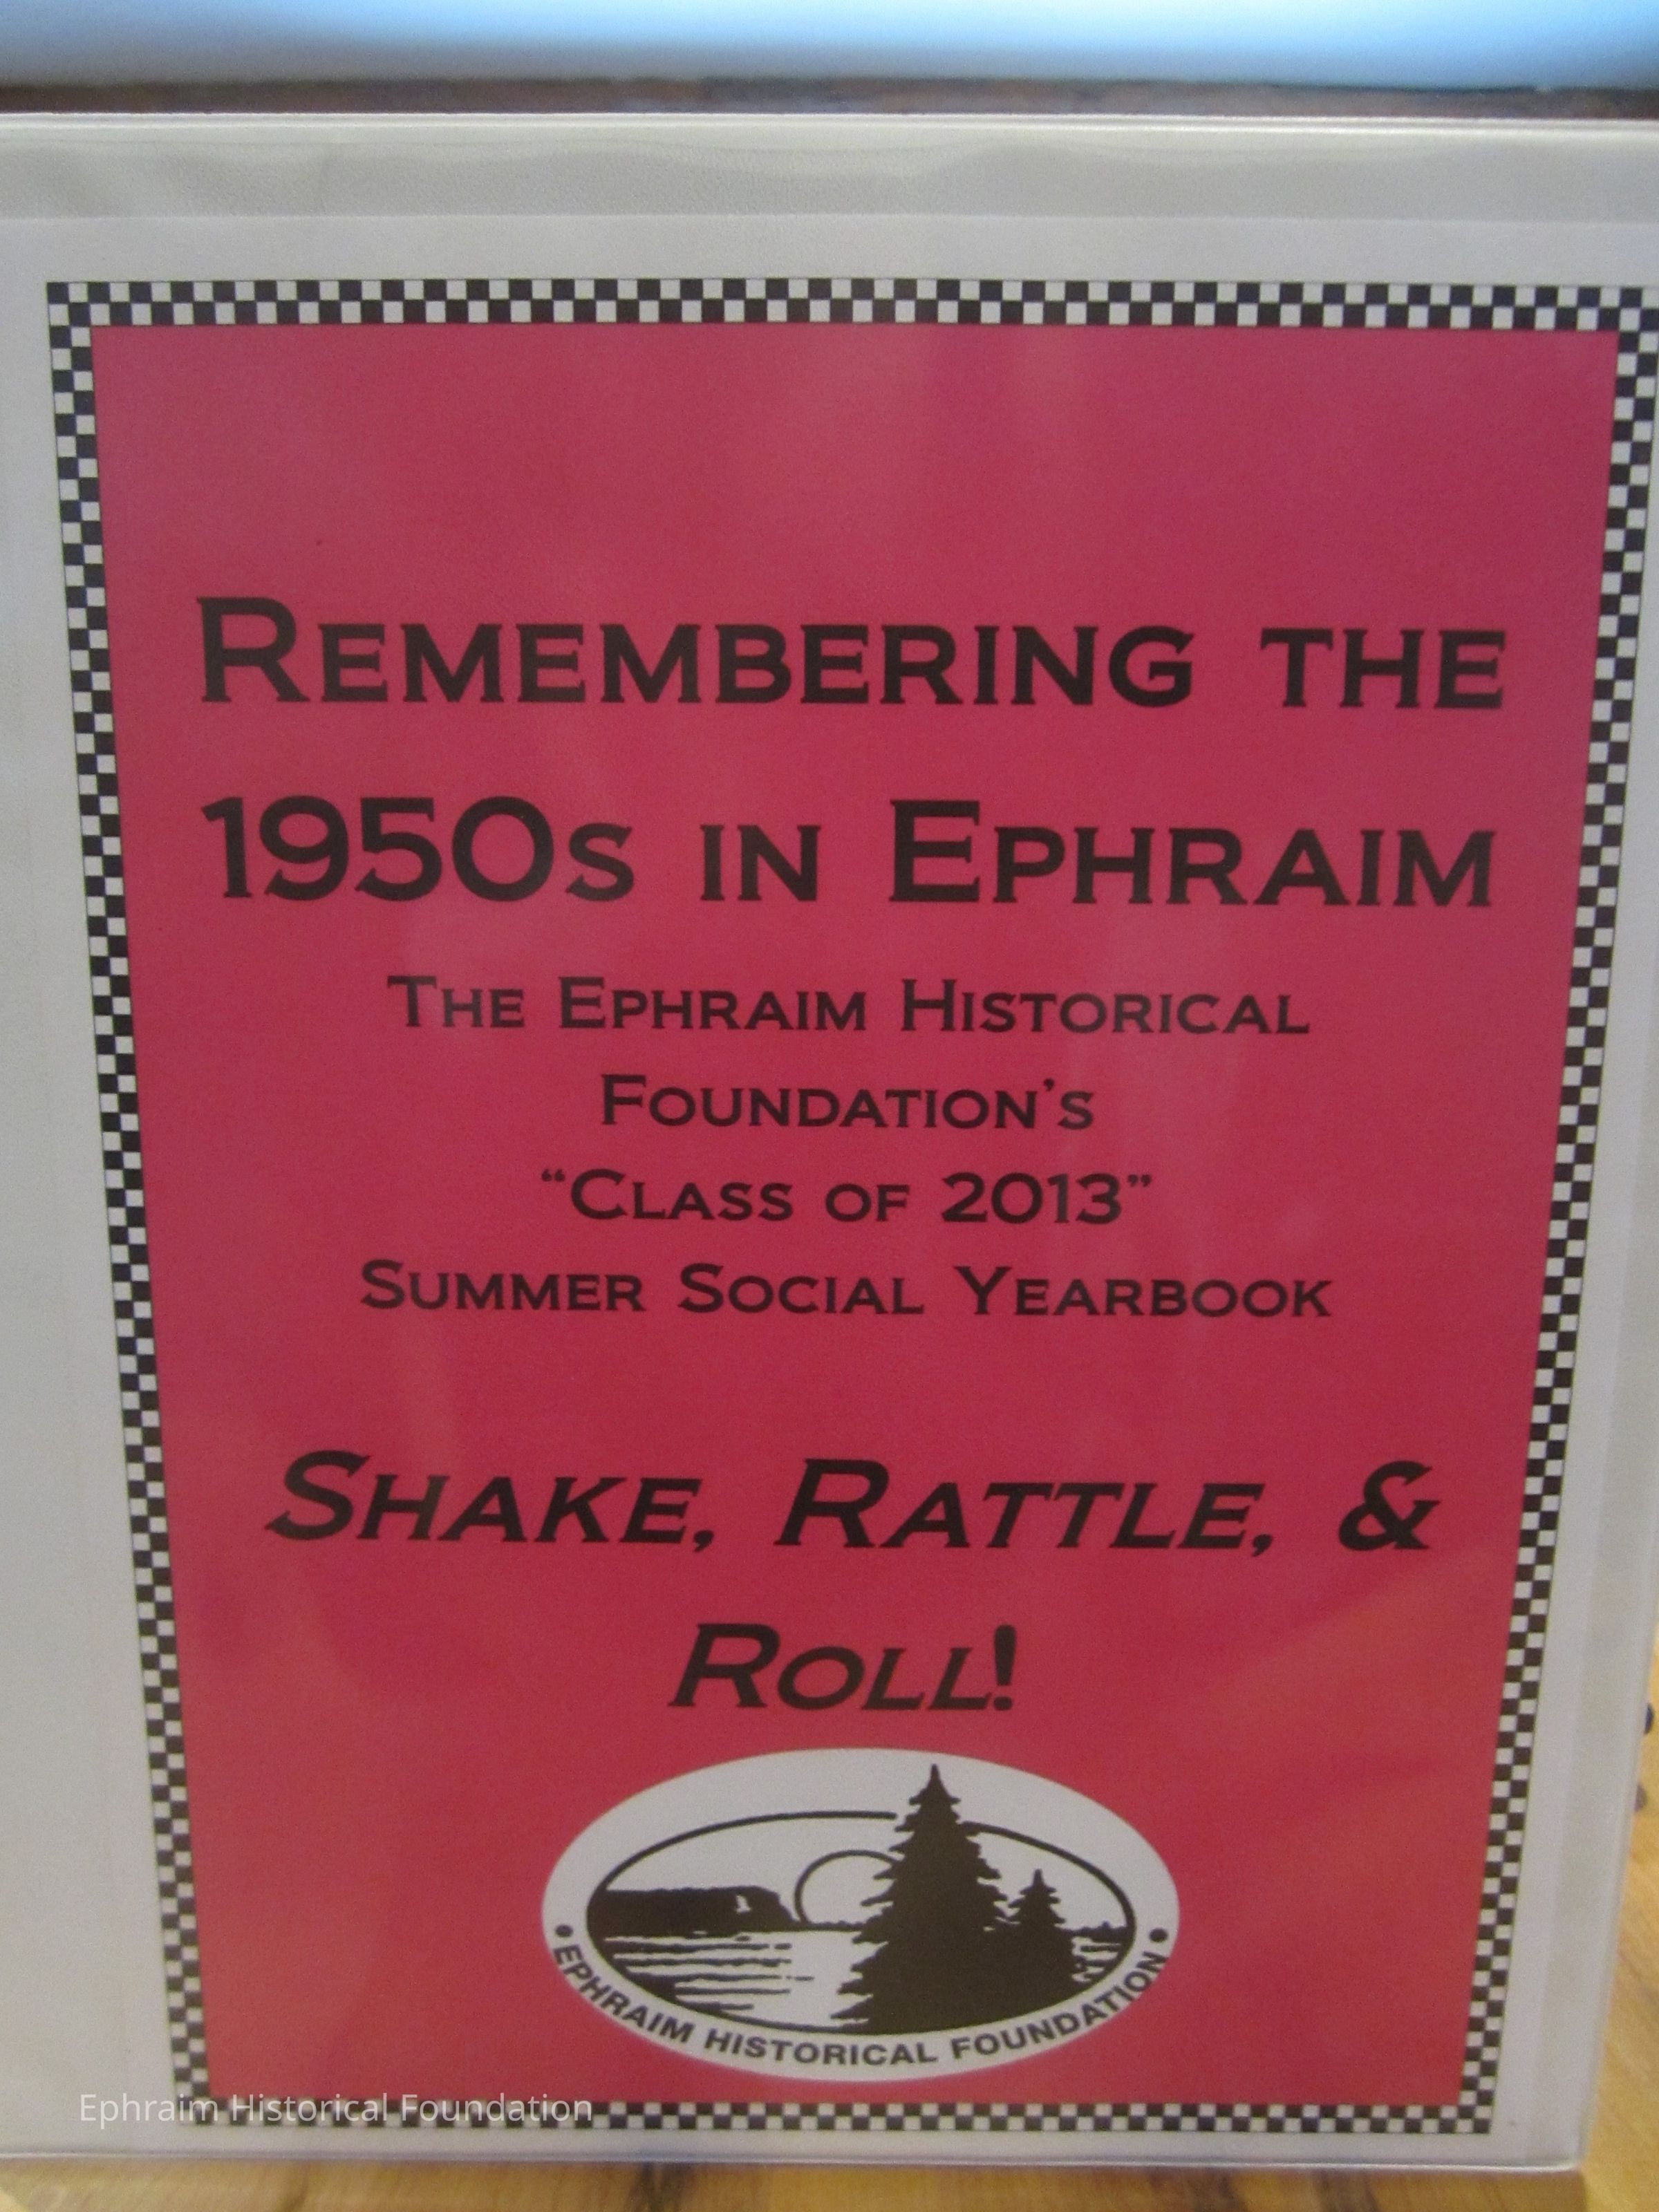 Remembering the
1950s in Ephraim
The Ephraim Historical
Foundation's
“Class of 2013”
Summer Social Yearbook
Shake, Rattle, &
Roll!
• EPHRAIM HISTORICAL FOUNDATION •
Ephraim Historical Foundation